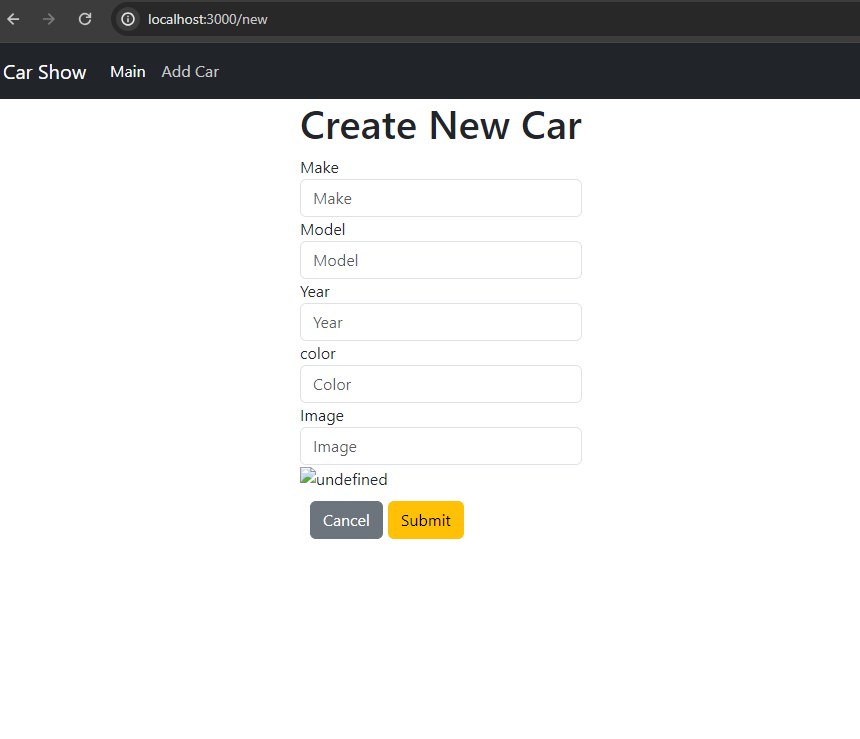 localhost:3000/new
Car Show Main Add Car
Create New Car
Make
Make
Model
Model
Year
Year
color
Color
Image
Image
undefined
Cancel Submit